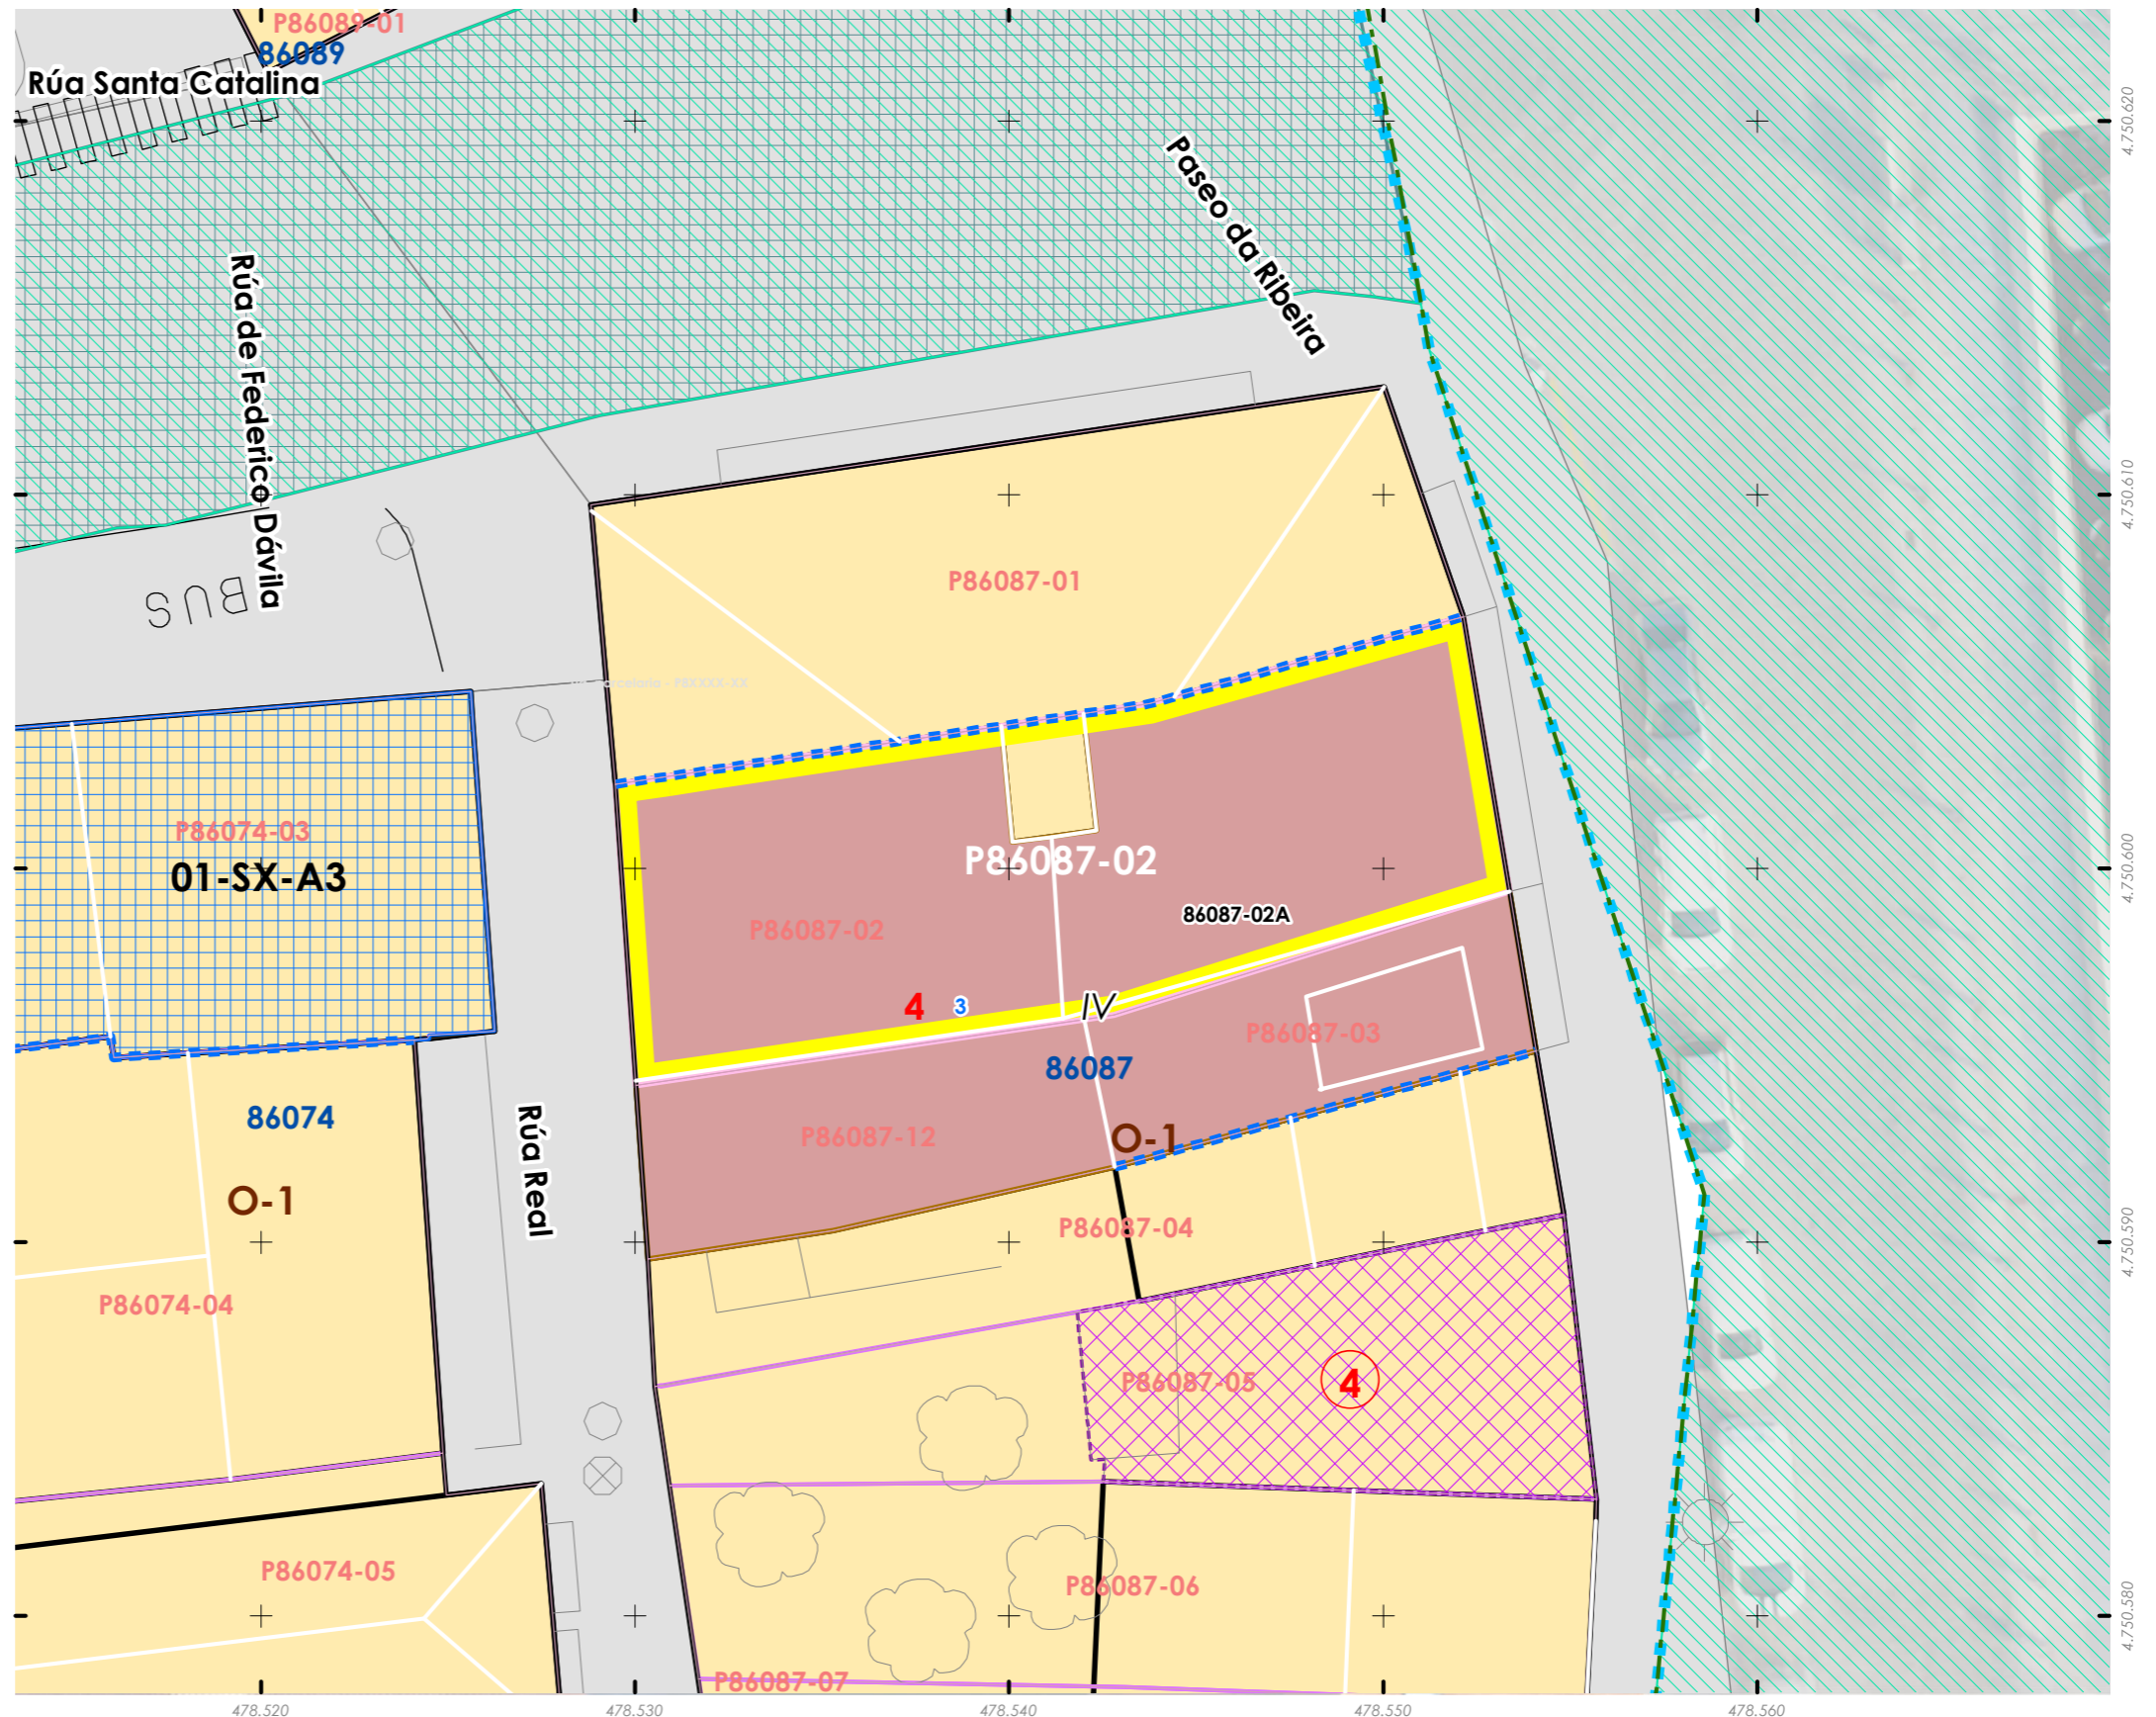 P86089-01
86089
Rúa Santa Catalina
4.750.620
Paseo da Ribeira
Rúa de Federico Dávila
4.750.610
BUS
P86087-01
P86074-03
01-SX-A3
P86087-02
4.750.600
86087-02A
P86087-02
4
3
IV
P86087-03
86087
86074
P86087-12
O-1
Rúa Real
O-1
P86087-04
4.750.590
P86074-04
P86087-05
4
P86074-05
P86087-06
4.750.580
P86087-07
478.520
478.530
478.540
478.550
478.560